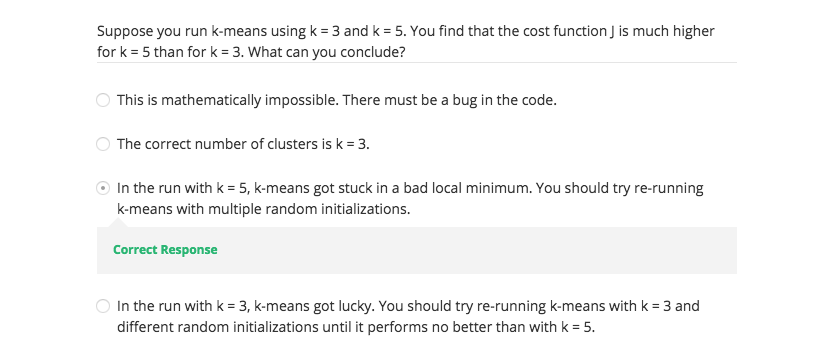 Suppose you run k-means using k = 3 and k = 5. You find that the cost function J is much higher
for k = 5 than for k = 3. What can you conclude?
This is mathematically impossible. There must be a bug in the code.
The correct number of clusters is k = 3.
In the run with k = 5, k-means got stuck in a bad local minimum. You should try re-running
k-means with multiple random initializations.
Correct Response
In the run with k = 3, k-means got lucky. You should try re-running k-means with k = 3 and
different random initializations until it performs no better than with k = 5.